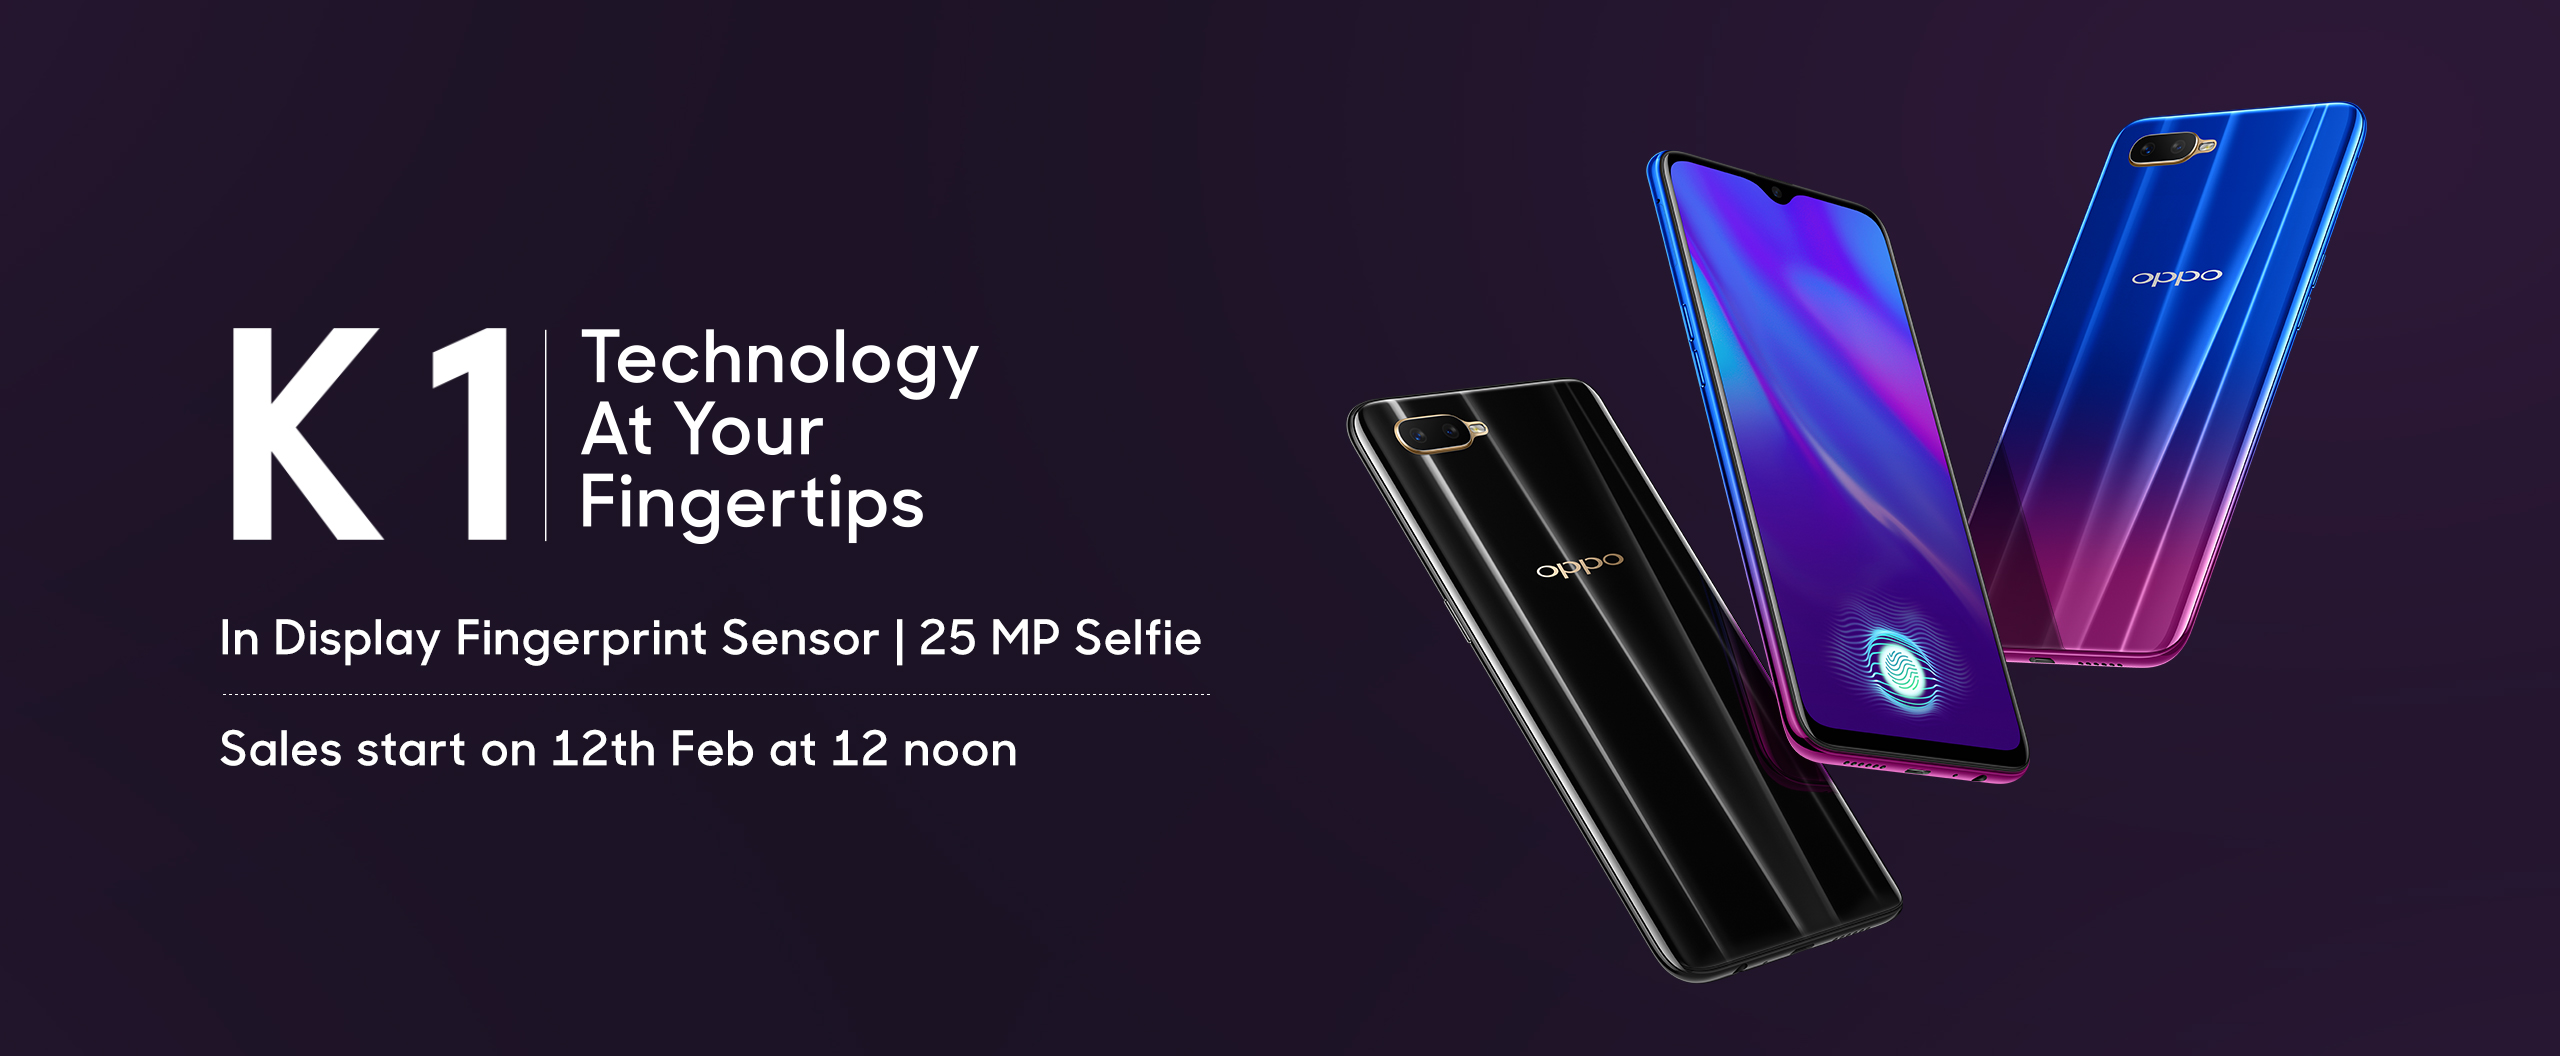 K1
Technology
At Your
Fingertips
In Display Fingerprint Sensor | 25 MP Selfie
Sales start on 12th Feb at 12 noon
oppo
oppo